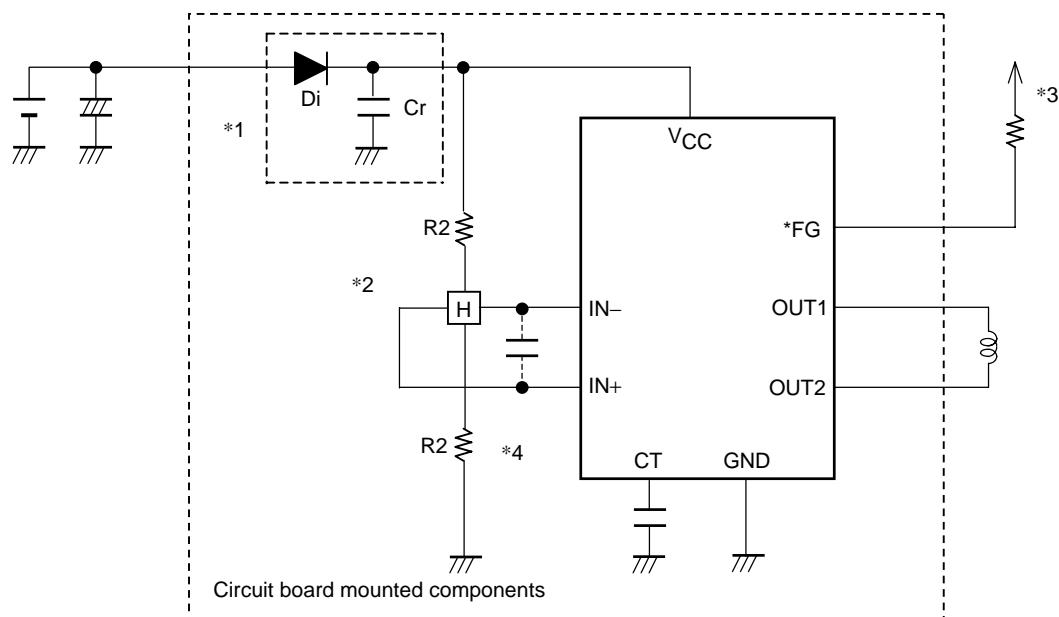 *1
Di
Cr
VCC
*3
*FG
R2
*2
H
IN−
OUT1
IN+
OUT2
R2
*4
CT
GND
Circuit board mounted components